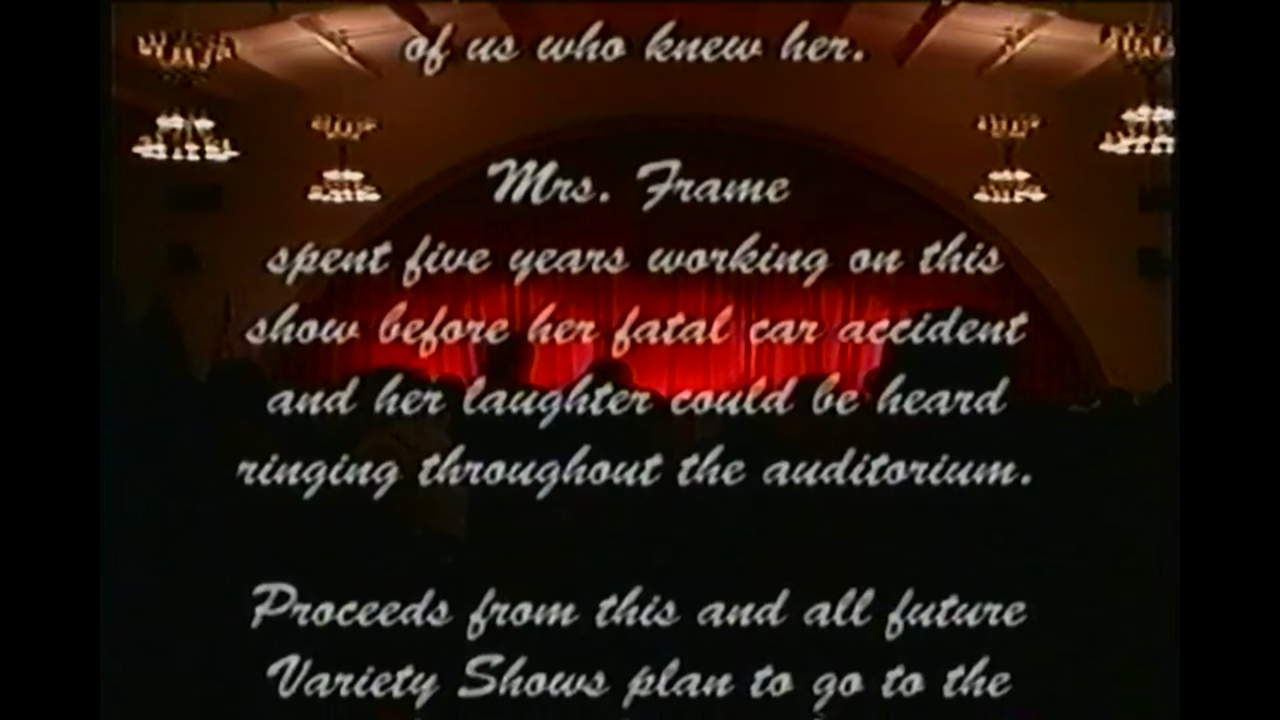 of us who knew her.
Mrs. Frame
spent five years working on this
show before her fatal car accident
and her laughter could be heard
ringing throughout the auditorium.
Proceeds from this and all future
Variety Shows plan to go to the